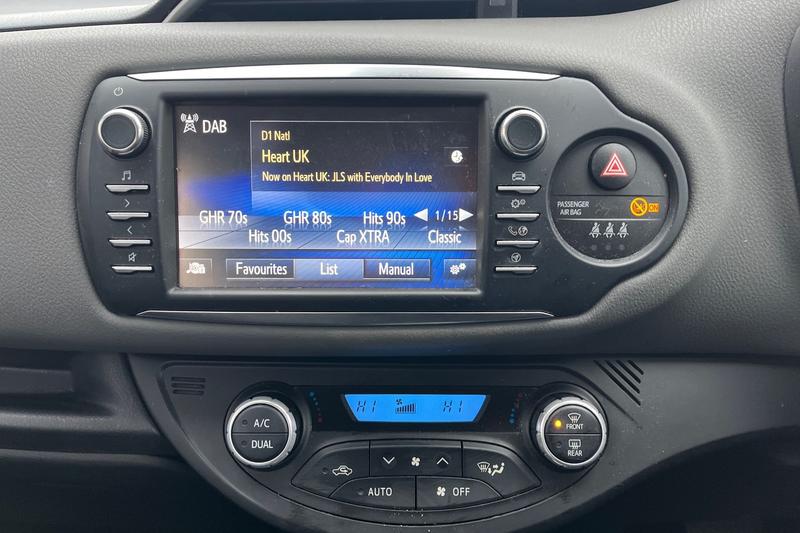 DAB
D1 Natl
Heart UK
Now on Heart UK: JLS with Everybody In Love
GHR 70s GHR 80s Hits 90s 1/15
Hits 00s Cap XTRA Classic
Favourites List Manual
PASSENGER
AIR BAG
ON
A/C
DUAL
HI HI
FRONT
REAR
AUTO OFF